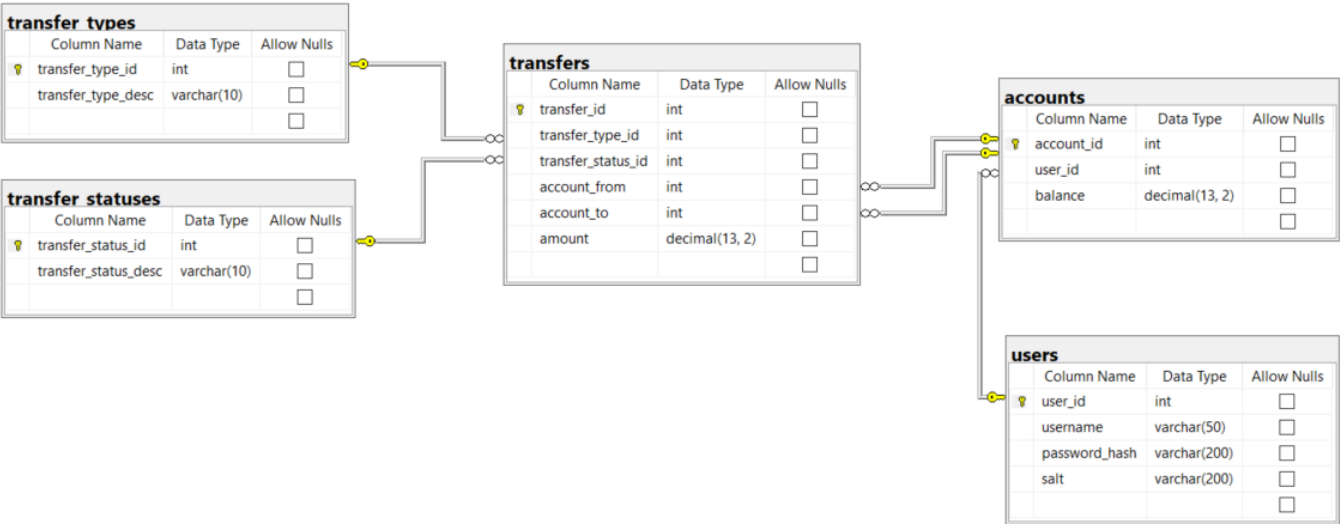 transfer_types
Column Name Data Type Allow Nulls
transfer_type_id int
transfer_type_desc varchar(10)
transfer_statuses
Column Name Data Type Allow Nulls
transfer_status_id int
transfer_status_desc varchar(10)
transfers
Column Name Data Type Allow Nulls
transfer_id int
transfer_type_id int
transfer_status_id int
account_from int
account_to int
amount decimal(13, 2)
accounts
Column Name Data Type Allow Nulls
account_id int
user_id int
balance decimal(13, 2)
users
Column Name Data Type Allow Nulls
user_id int
username varchar(50)
password_hash varchar(200)
salt varchar(200)